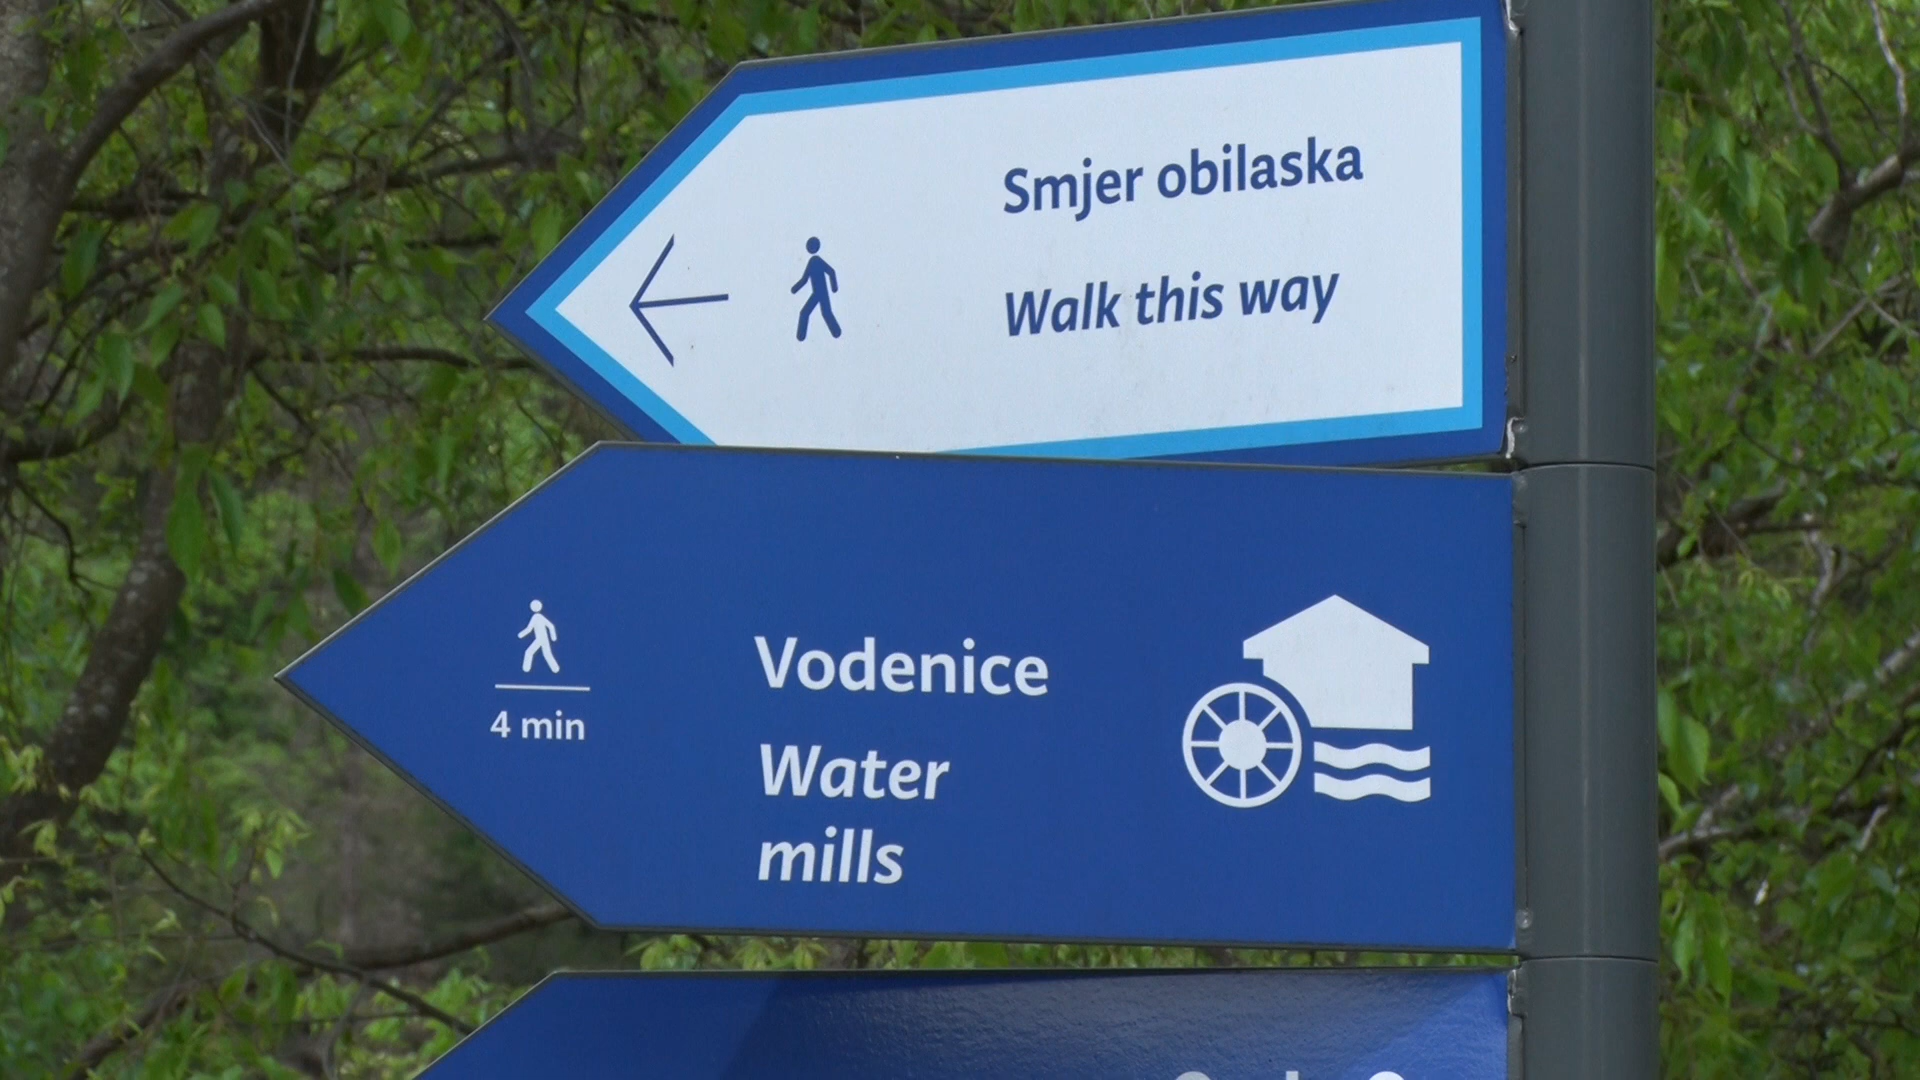 Smjer obilaska
Walk this way
4 min
Vodenice
Water
mills